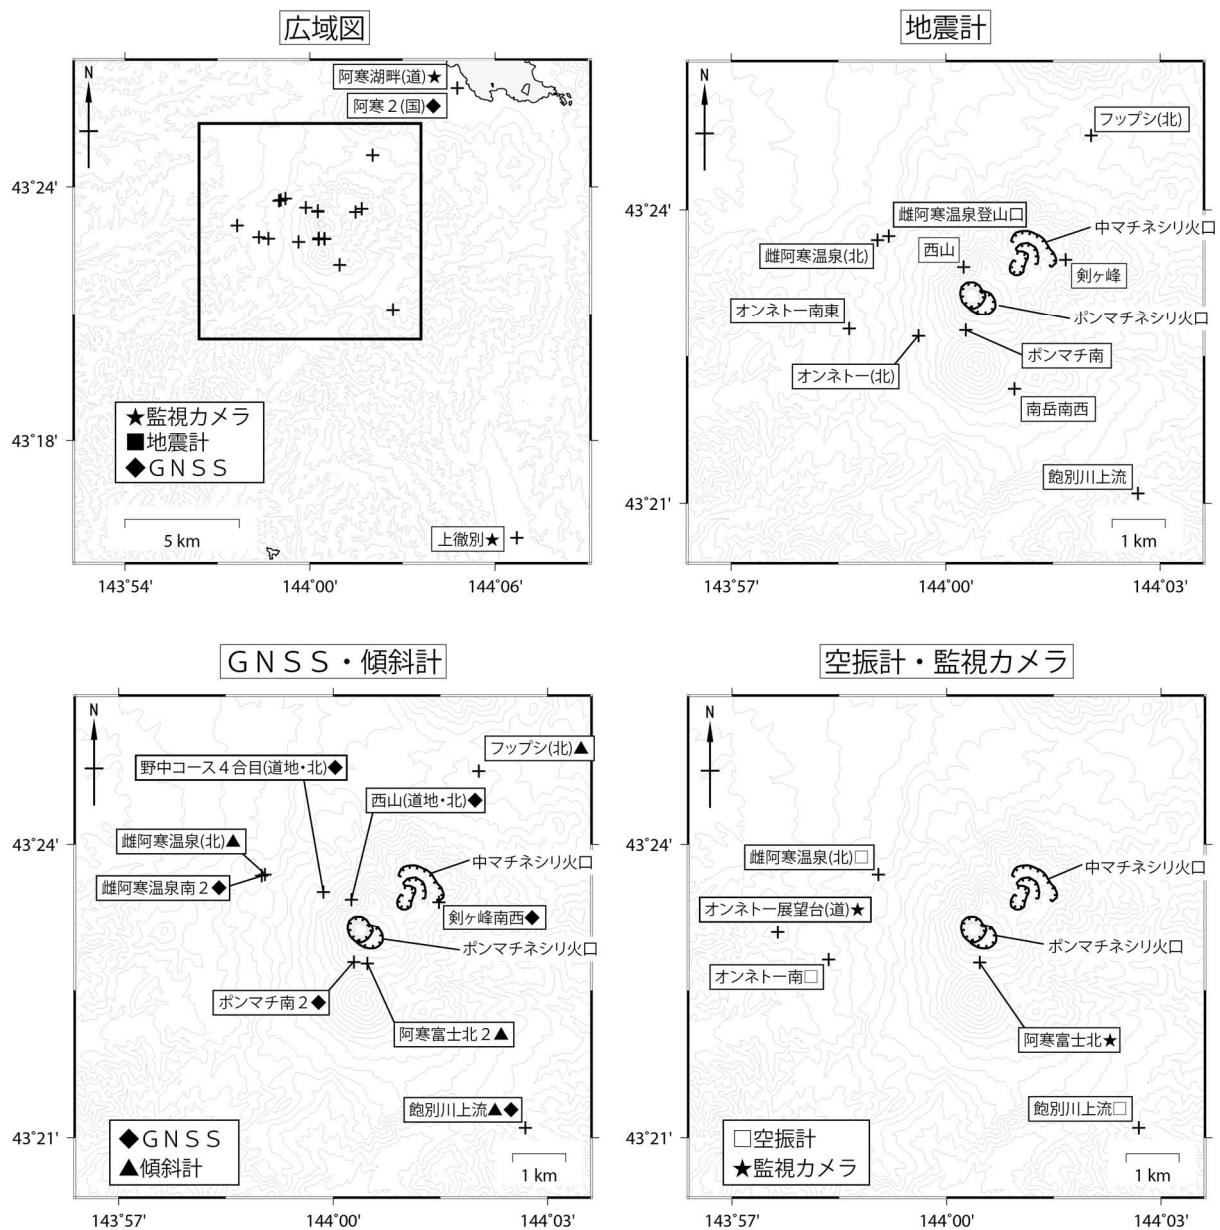 広域図
N
阿寒湖畔(道)★
阿寒2(国)◆
43°24'
43°18'
★監視カメラ
■地震計
◆GNSS
5 km
上徹別★
143°54'
144°00'
144°06'
地震計
N
フップシ(北)
43°24'
雌阿寒温泉登山口
中マチネシリ火口
雌阿寒温泉(北)
西山
剣ヶ峰
オンネトー南東
ポンマチネシリ火口
オンネトー(北)
ポンマチ南
南岳南西
飽別川上流
43°21'
1 km
143°57'
144°00'
144°03'
GNSS・傾斜計
N
フップシ(北)▲
野中コース4合目(道地・北)◆
西山(道地・北)◆
43°24'
雌阿寒温泉(北)▲
中マチネシリ火口
雌阿寒温泉南2◆
剣ヶ峰南西◆
ポンマチネシリ火口
ポンマチ南2◆
阿寒富士北2▲
飽別川上流▲◆
43°21'
◆GNSS
▲傾斜計
1 km
143°57'
144°00'
144°03'
空振計・監視カメラ
N
43°24'
雌阿寒温泉(北)□
中マチネシリ火口
オンネトー展望台(道)★
ポンマチネシリ火口
オンネトー南□
阿寒富士北★
飽別川上流□
43°21'
□空振計
★監視カメラ
1 km
143°57'
144°00'
144°03'